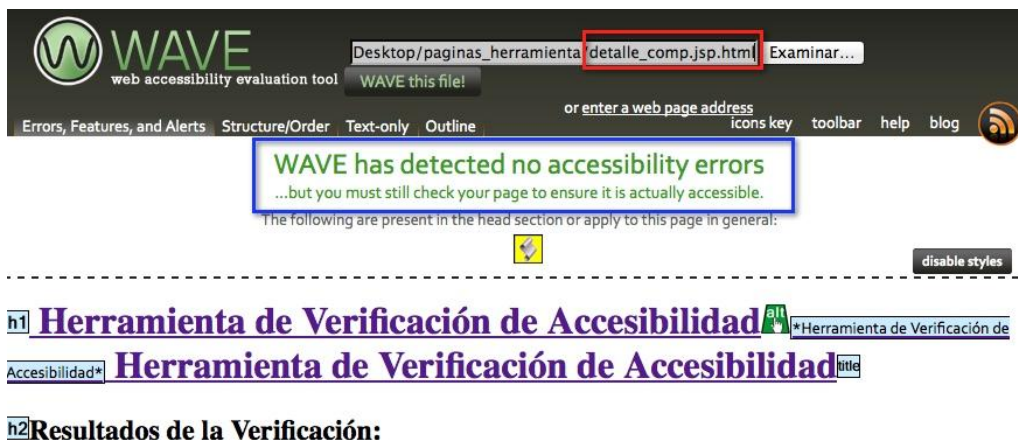 WAVE
web accessibility evaluation tool
Desktop/paginas_herramienta/detalle_comp.jsp.html Examinar...
WAVE this file!
or enter a web page address
Errors, Features, and Alerts Structure/Order Text-only Outline icons key toolbar help blog
WAVE has detected no accessibility errors
...but you must still check your page to ensure it is actually accessible.
The following are present in the head section or apply to this page in general:
disable styles
h1 Herramienta de Verificación de Accesibilidad alt *Herramienta de Verificación de
Accesibilidad* Herramienta de Verificación de Accesibilidad title
h2 Resultados de la Verificación: